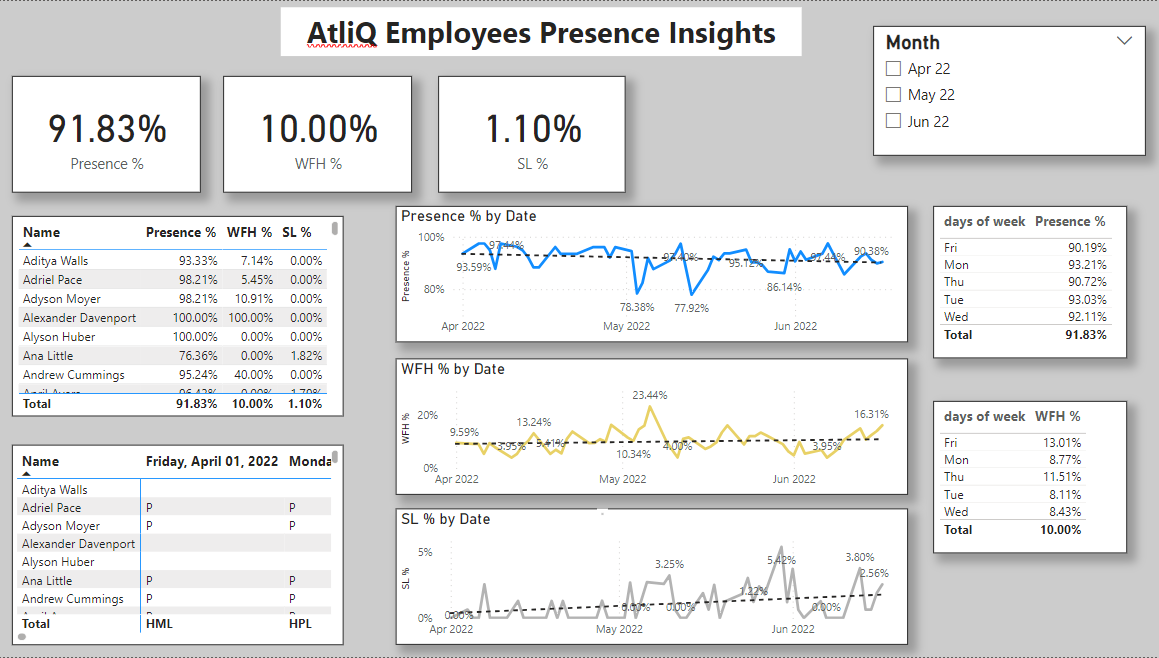 AtliQ Employees Presence Insights
Month
Apr 22
May 22
Jun 22
91.83%
Presence %
10.00%
WFH %
1.10%
SL %
Name Presence % WFH % SL %
Aditya Walls 93.33% 7.14% 0.00%
Adriel Pace 98.21% 5.45% 0.00%
Adyson Moyer 98.21% 10.91% 0.00%
Alexander Davenport 100.00% 100.00% 0.00%
Alyson Huber 100.00% 0.00% 0.00%
Ana Little 76.36% 0.00% 1.82%
Andrew Cummings 95.24% 40.00% 0.00%
Total 91.83% 10.00% 1.10%
Name Friday, April 01, 2022 Monda
Aditya Walls
Adriel Pace P P
Adyson Moyer P P
Alexander Davenport
Alyson Huber
Ana Little P P
Andrew Cummings P P
Total HML HPL
Presence % by Date
Presence %
100%
80%
97.44%
93.59%
78.38%
77.92%
95.12%
86.14%
90.38%
Apr 2022 May 2022 Jun 2022
WFH % by Date
WFH %
20%
0%
9.59%
3.95%
13.24%
10.34%
23.44%
4.00%
3.95%
16.31%
Apr 2022 May 2022 Jun 2022
SL % by Date
SL %
5%
0%
0.00%
0.00%
3.25%
0.00%
1.22%
5.42%
0.00%
3.80%
2.56%
Apr 2022 May 2022 Jun 2022
days of week Presence %
Fri 90.19%
Mon 93.21%
Thu 90.72%
Tue 93.03%
Wed 92.11%
Total 91.83%
days of week WFH %
Fri 13.01%
Mon 8.77%
Thu 11.51%
Tue 8.11%
Wed 8.43%
Total 10.00%